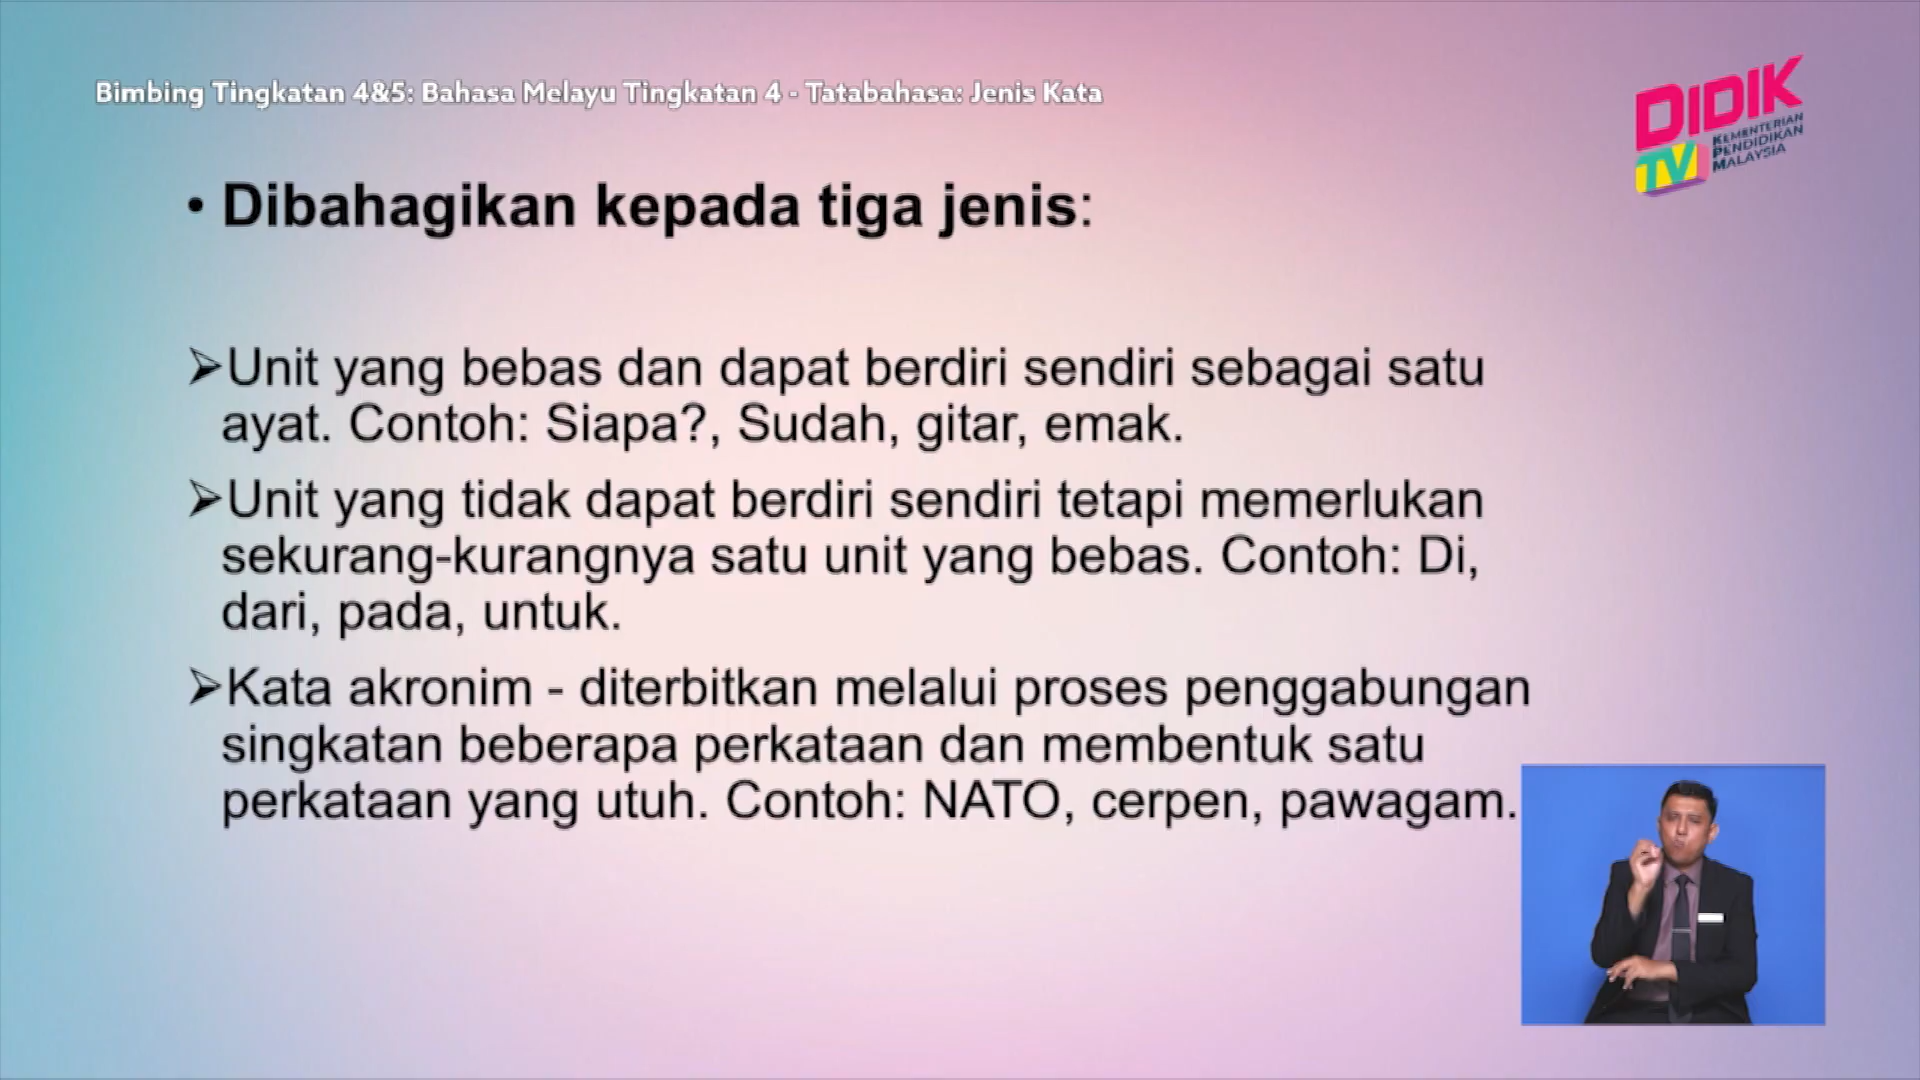 Bimbing Tingkatan 4&5: Bahasa Melayu Tingkatan 4 - Tatabahasa: Jenis Kata
DIDIK
TV
KEMENTERIAN
PENDIDIKAN
MALAYSIA
• Dibahagikan kepada tiga jenis:
➢Unit yang bebas dan dapat berdiri sendiri sebagai satu
ayat. Contoh: Siapa?, Sudah, gitar, emak.
➢Unit yang tidak dapat berdiri sendiri tetapi memerlukan
sekurang-kurangnya satu unit yang bebas. Contoh: Di,
dari, pada, untuk.
➢Kata akronim - diterbitkan melalui proses penggabungan
singkatan beberapa perkataan dan membentuk satu
perkataan yang utuh. Contoh: NATO, cerpen, pawagam.